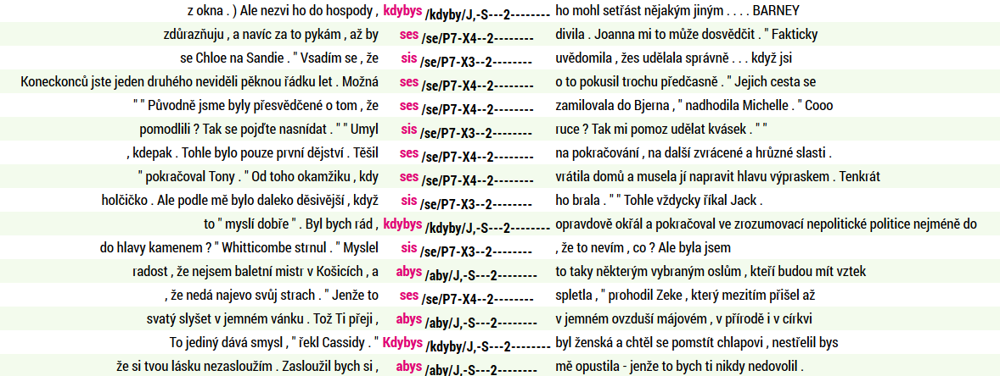 z okna . ) Ale nezvi ho do hospody , kdybys /kdyby/J,-S---2-------- ho mohl setřást nějakým jiným . . . . BARNEY
zdůrazňuju , a navíc za to pykám , až by ses /se/P7-X4--2-------- divila . Joanna mi to může dosvědčit . " Fakticky
se Chloe na Sandie . " Vsadím se , že sis /se/P7-X3--2-------- uvědomila , žes udělala správně . . . když jsi
Koneckonců jste jeden druhého neviděli pěknou řádku let . Možná ses /se/P7-X4--2-------- o to pokusil trochu předčasně . " Jejich cesta se
" " Původně jsme byly přesvědčené o tom , že ses /se/P7-X4--2-------- zamilovala do Bjerna , " nadhodila Michelle . " Cooo
pomodlili ? Tak se pojďte nasnídat . " " Umyl sis /se/P7-X3--2-------- ruce ? Tak mi pomoz udělat kvásek . " "
, kdepak . Tohle bylo pouze první dějství . Těšil ses /se/P7-X4--2-------- na pokračování , na další zvrácené a hrůzné slasti .
" pokračoval Tony . " Od toho okamžiku , kdy ses /se/P7-X4--2-------- vrátila domů a musela jí napravit hlavu výpraskem . Tenkrát
holčičko . Ale podle mě bylo daleko děsivější , když sis /se/P7-X3--2-------- ho brala . " " Tohle vždycky říkal Jack .
to " myslí dobře " . Byl bych rád , kdybys /kdyby/J,-S---2-------- opravdově okřál a pokračoval ve zrozumovací nepolitické politice nejméně do
do hlavy kamenem ? " Whitticombe strnul . " Myslel sis /se/P7-X3--2-------- , že to nevím , co ? Ale byla jsem
radost , že nejsem baletní mistr v Košicích , a abys /aby/J,-S---2-------- to taky některým vybraným oslům , kteří budou mít vztek
, že nedá najevo svůj strach . " Jenže to ses /se/P7-X4--2-------- spletla , " prohodil Zeke , který mezitím přišel až
svatý slyšet v jemném vánku . Tož Ti přeji , abys /aby/J,-S---2-------- v jemném ovzduší májovém , v přírodě i v církvi
To jediný dává smysl , " řekl Cassidy . " Kdybys /kdyby/J,-S---2-------- byl ženská a chtěl se pomstít chlapovi , nestřelil bys
že si tvou lásku nezasloužím . Zasloužil bych si , abys /aby/J,-S---2-------- mě opustila - jenže to bych ti nikdy nedovolil .